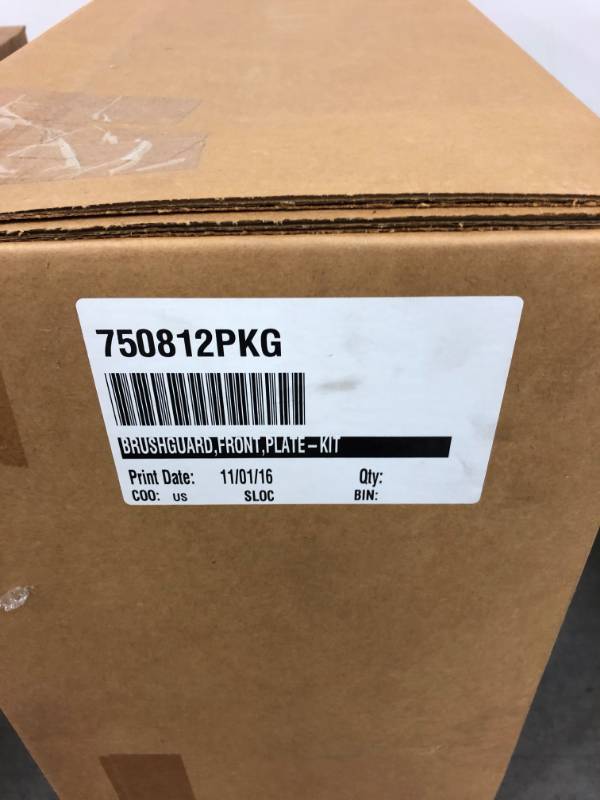 750812PKG
BRUSHGUARD,FRONT,PLATE-KIT
Print Date: 11/01/16 Qty:
COO: US SLOC BIN: